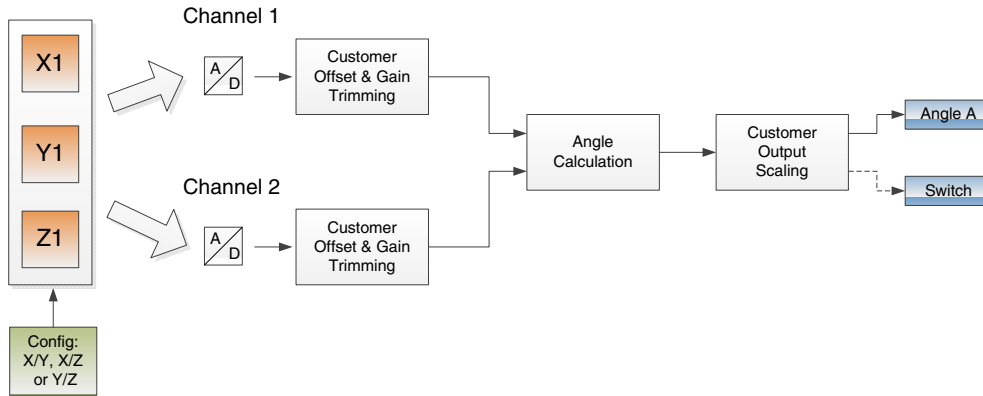 Channel 1
X1
Y1
Z1
A
D
Customer
Offset & Gain
Trimming
Channel 2
A
D
Customer
Offset & Gain
Trimming
Angle
Calculation
Customer
Output
Scaling
Angle A
Switch
Config:
X/Y, X/Z
or Y/Z